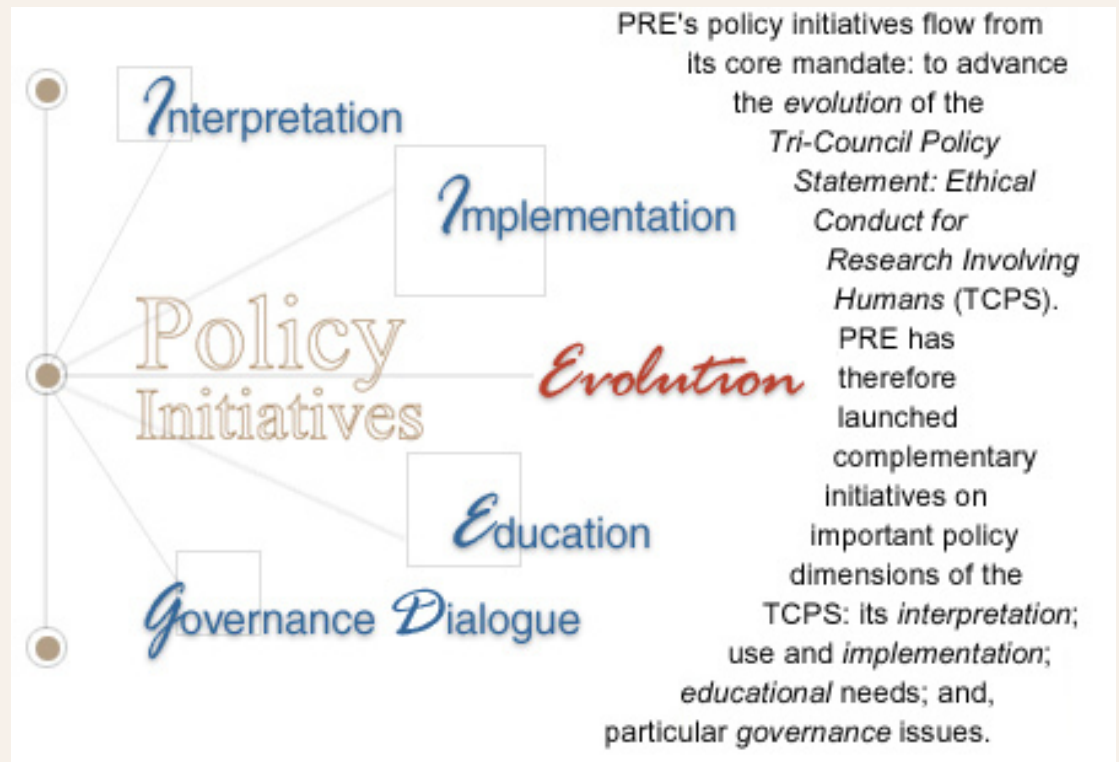 Interpretation
Implementation
Policy
Initiatives
Evolution
Education
Governance Dialogue
PRE's policy initiatives flow from
its core mandate: to advance
the evolution of the
Tri-Council Policy
Statement: Ethical
Conduct for
Research Involving
Humans (TCPS).
PRE has
therefore
launched
complementary
initiatives on
important policy
dimensions of the
TCPS: its interpretation;
use and implementation;
educational needs; and,
particular governance issues.